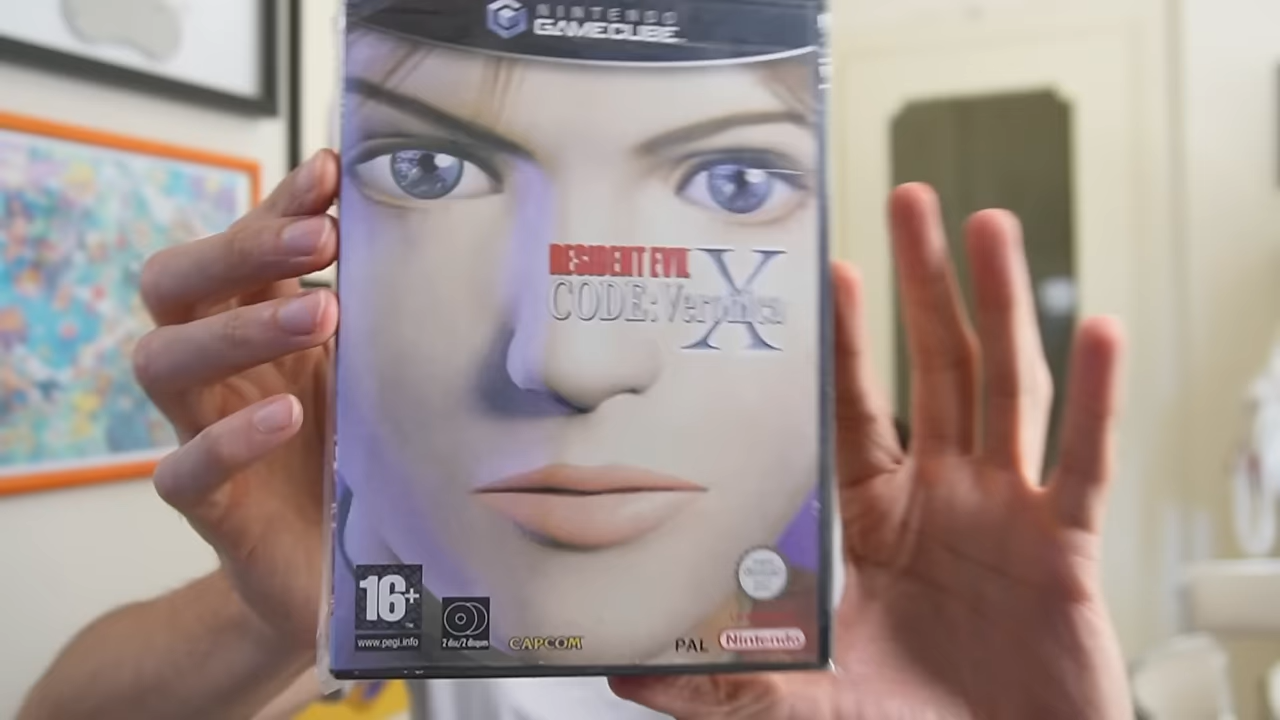 NINTENDO
GAMECUBE
RESIDENT EVIL
CODE: Veronica X
16+
www.pegi.info
2 disc/2 disques
CAPCOM
PAL
Nintendo